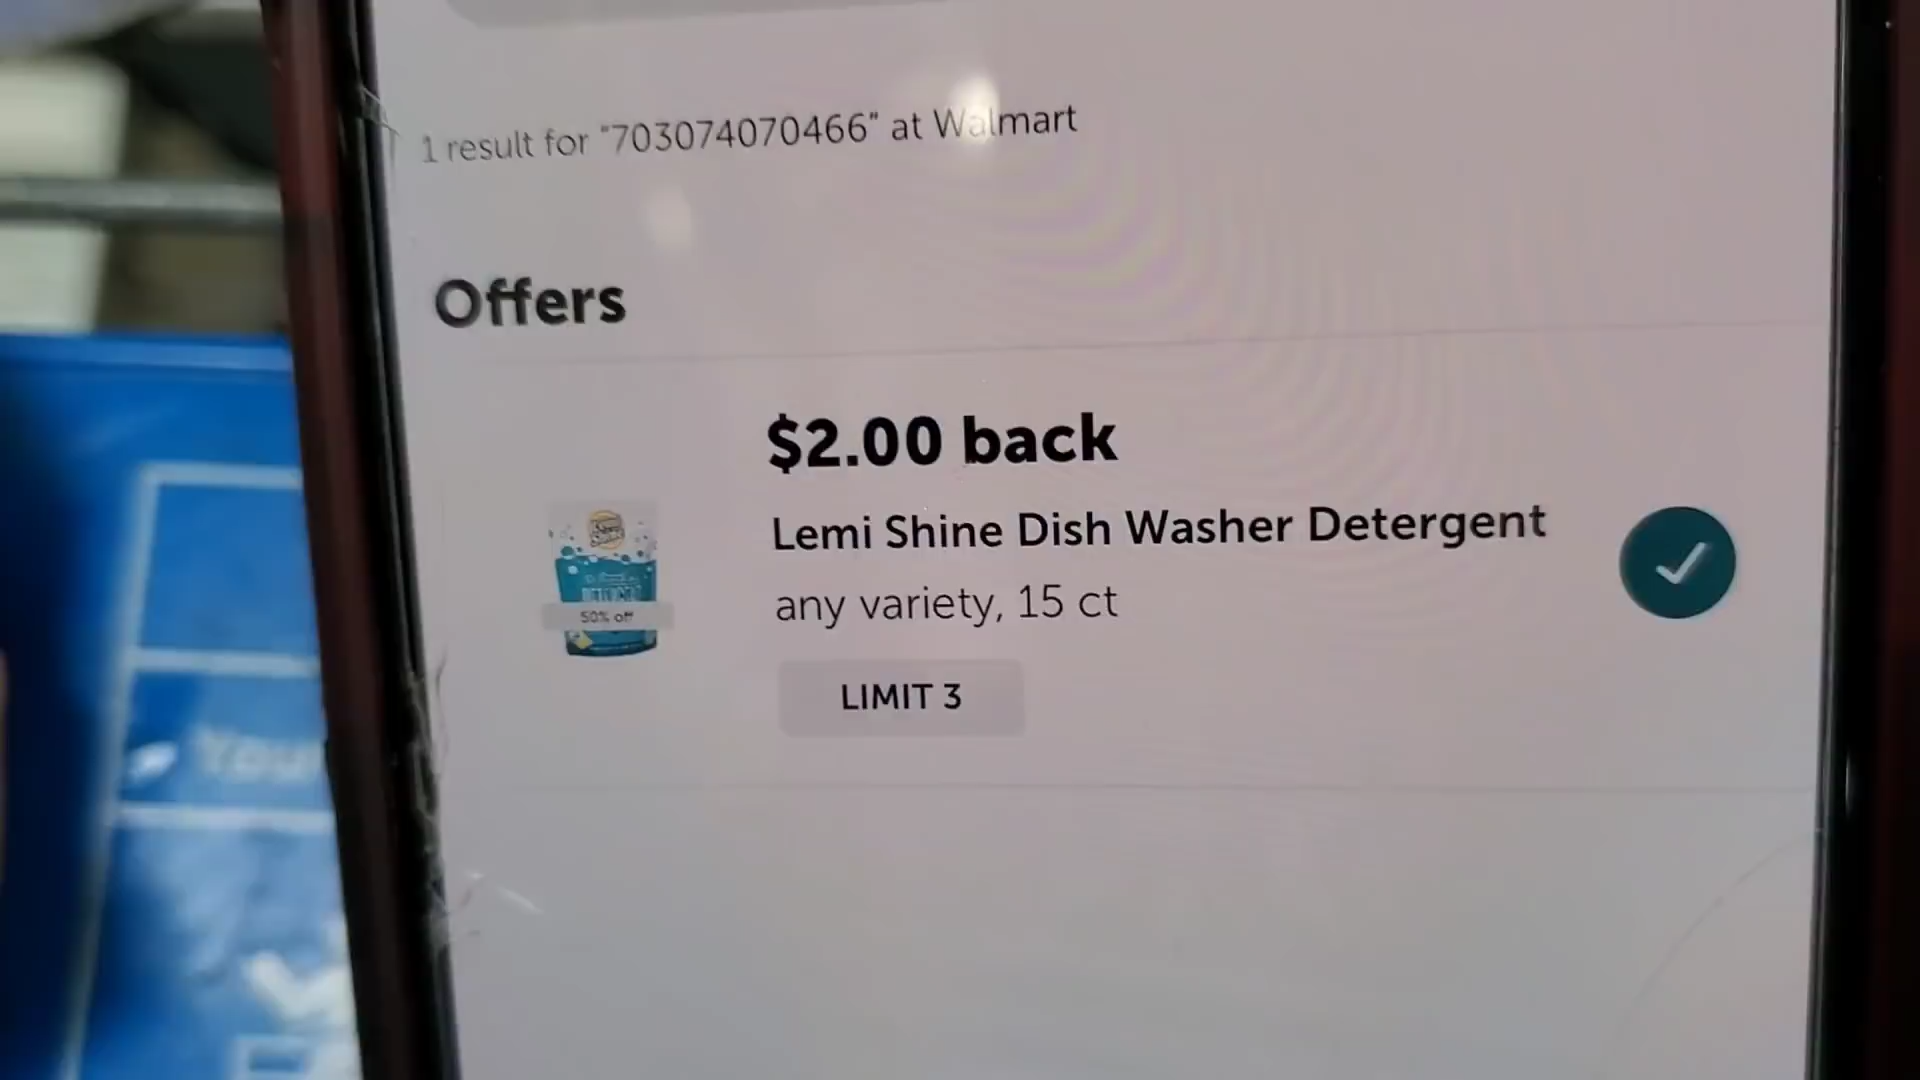 1 result for "703074070466" at Walmart
Offers
$2.00 back
Lemi Shine Dish Washer Detergent
any variety, 15 ct
50% off
LIMIT 3
Your